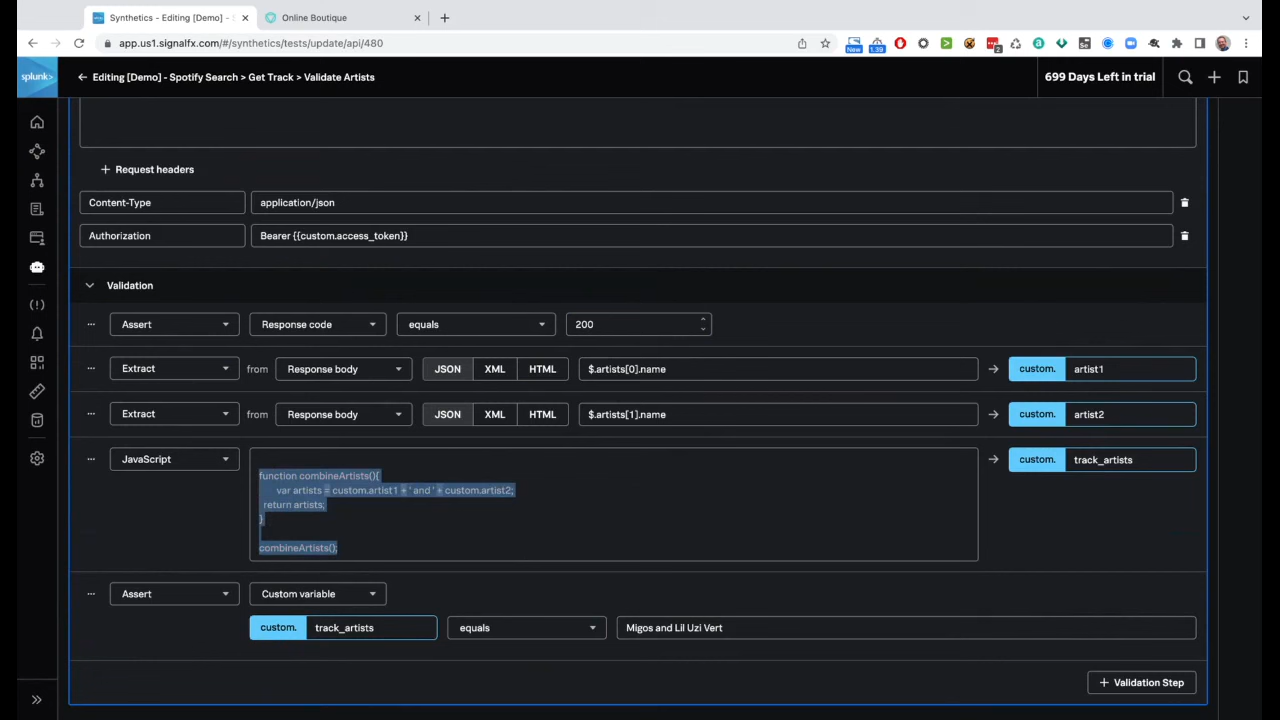 Synthetics - Editing [Demo] -
Online Boutique
app.us1.signalfx.com/#/synthetics/tests/update/api/480
New
1.39
2
splunk>
Editing [Demo] - Spotify Search > Get Track > Validate Artists
699 Days Left in trial
Request headers
Content-Type
application/json
Authorization
Bearer {{custom.access_token}}
Validation
Assert
Response code
equals
200
Extract
from
Response body
JSON
XML
HTML
$.artists[0].name
custom.
artist1
Extract
from
Response body
JSON
XML
HTML
$.artists[1].name
custom.
artist2
JavaScript
function combineArtists(){
var artists = custom.artist1 + ' and ' + custom.artist2;
return artists;
}
combineArtists();
custom.
track_artists
Assert
Custom variable
custom.
track_artists
equals
Migos and Lil Uzi Vert
Validation Step